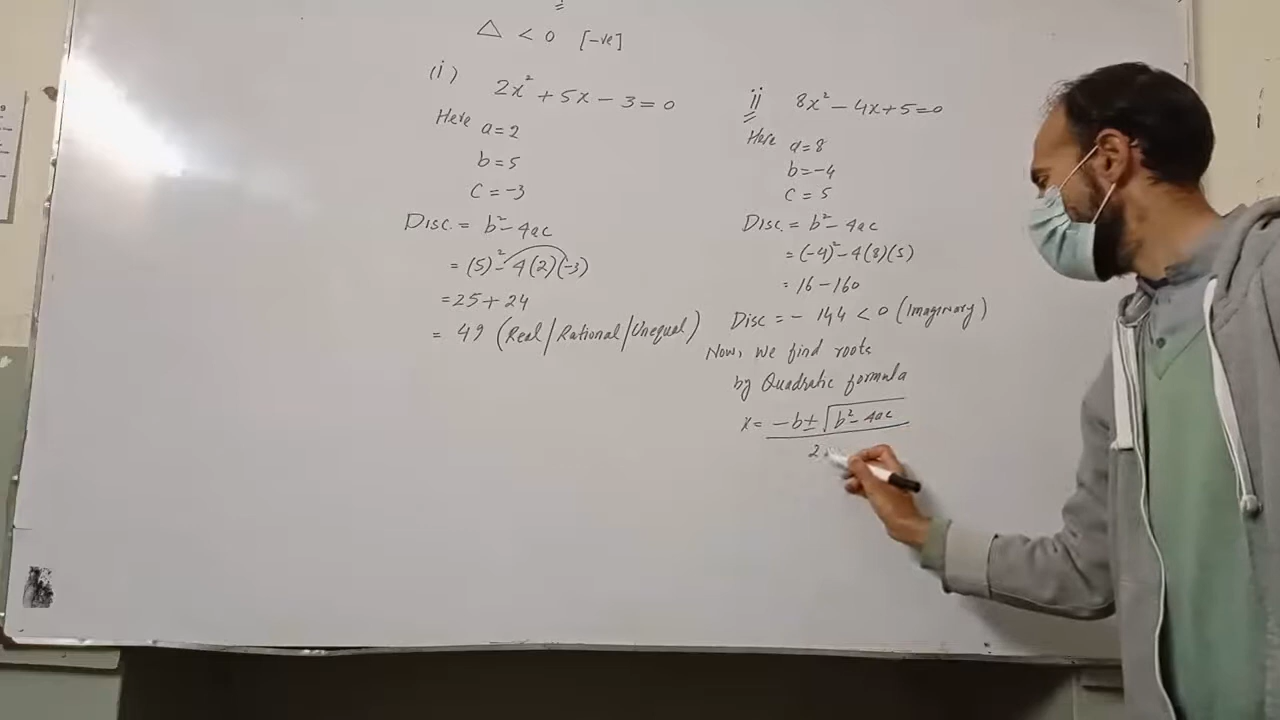 △ < 0 [-ve]
(i) 2x² + 5x - 3 = 0
Here a = 2
b = 5
c = -3
Disc. = b² - 4ac
= (5)² - 4(2)(-3)
= 25 + 24
= 49 (Real/Rational/Unequal)
ii 8x² - 4x + 5 = 0
Here a = 8
b = -4
c = 5
Disc. = b² - 4ac
= (-4)² - 4(8)(5)
= 16 - 160
Disc = - 144 < 0 (Imaginary)
Now, we find roots
by Quadratic formula
x = -b ± √b² - 4ac
2